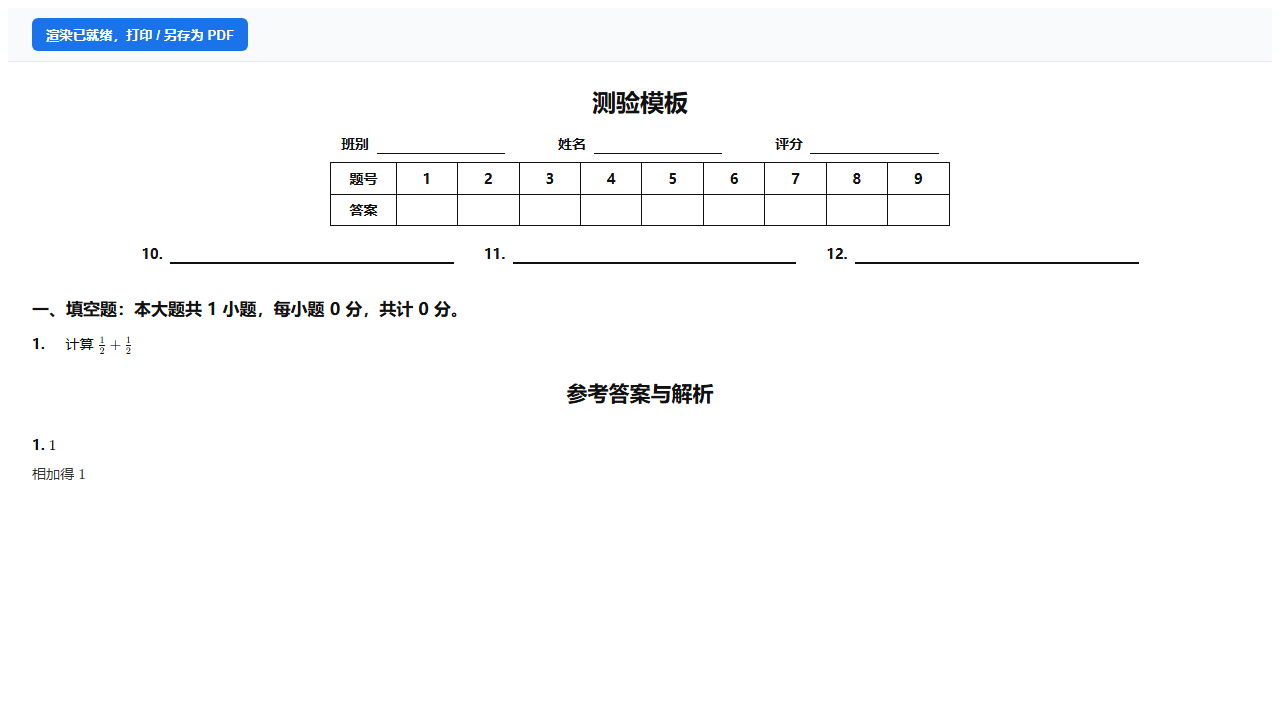 渲染已就绪，打印 / 另存为 PDF
测验模板
班别 姓名 评分
题号 1 2 3 4 5 6 7 8 9
答案
10. 11. 12.
一、填空题：本大题共 1 小题，每小题 0 分，共计 0 分。
1. 计算 1/2 + 1/2
参考答案与解析
1. 1
相加得 1